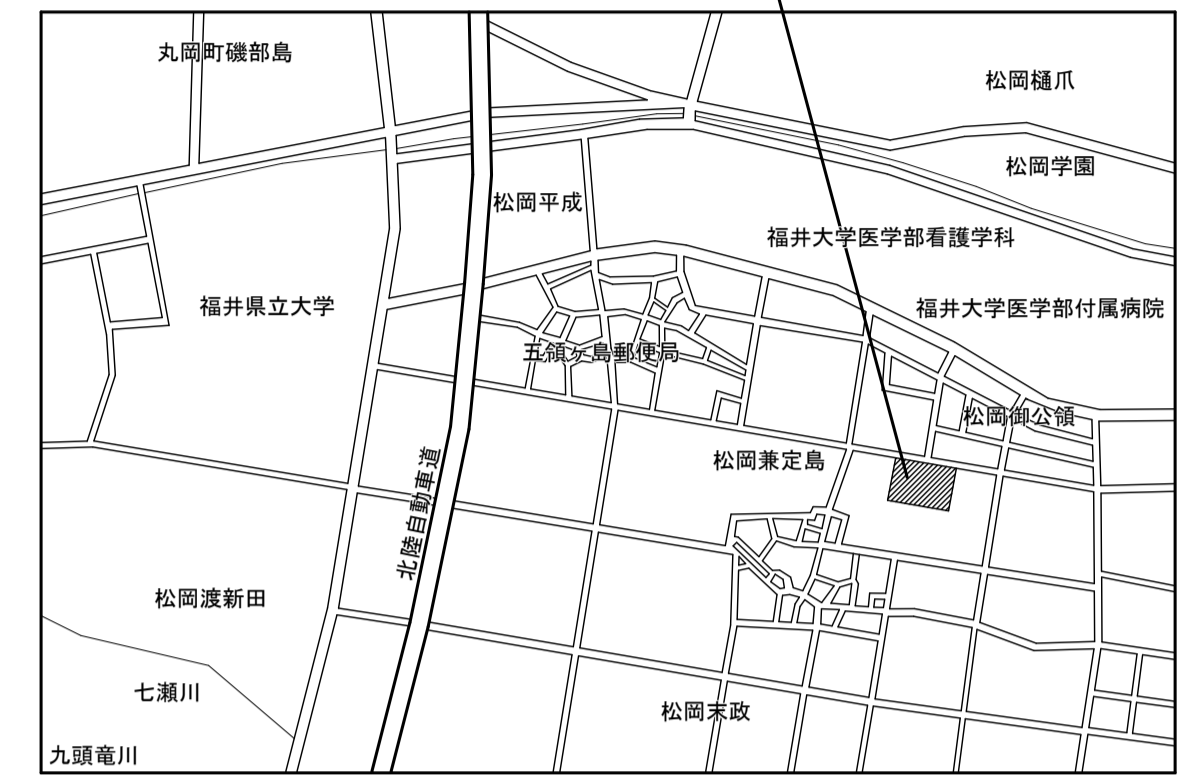 丸岡町磯部島
松岡樋爪
松岡学園
松岡平成
福井大学医学部看護学科
福井県立大学
福井大学医学部付属病院
五領ヶ島郵便局
松岡御公領
松岡兼定島
北陸自動車道
松岡渡新田
七瀬川
松岡末政
九頭竜川